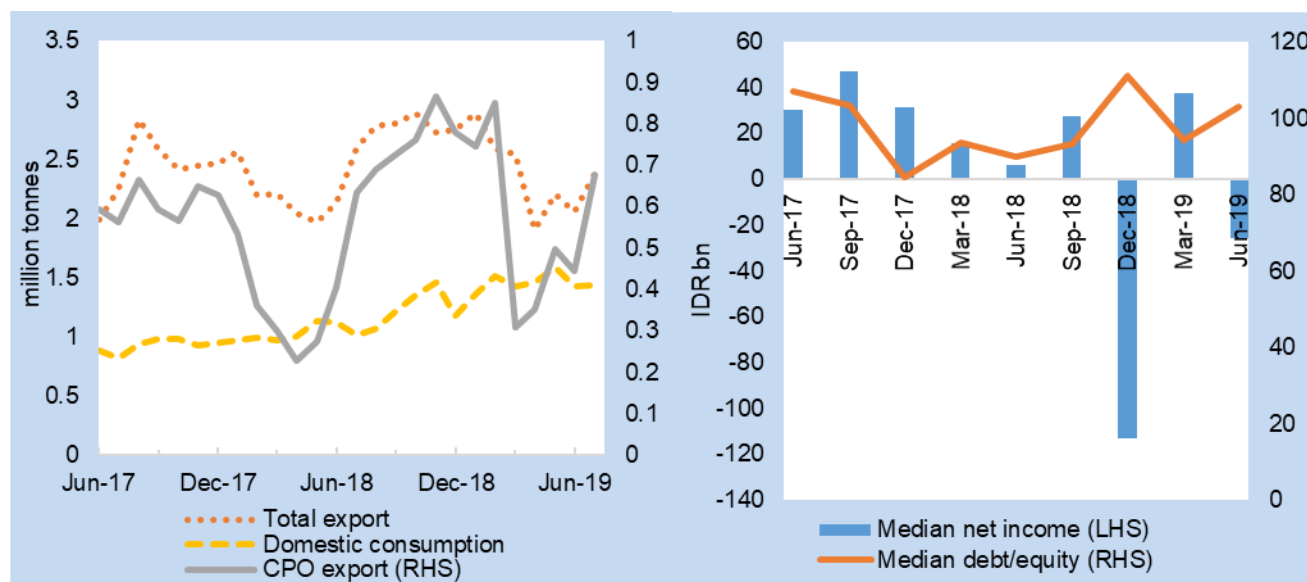 million tonnes
3.5
3
2.5
2
1.5
1
0.5
0
1
0.9
0.8
0.7
0.6
0.5
0.4
0.3
0.2
0.1
0
Jun-17 Dec-17 Jun-18 Dec-18 Jun-19
Total export
Domestic consumption
CPO export (RHS)
IDR bn
60
40
20
0
-20
-40
-60
-80
-100
-120
-140
120
100
80
60
40
20
0
Jun-17
Sep-17
Dec-17
Mar-18
Jun-18
Sep-18
Dec-18
Mar-19
Jun-19
Median net income (LHS)
Median debt/equity (RHS)